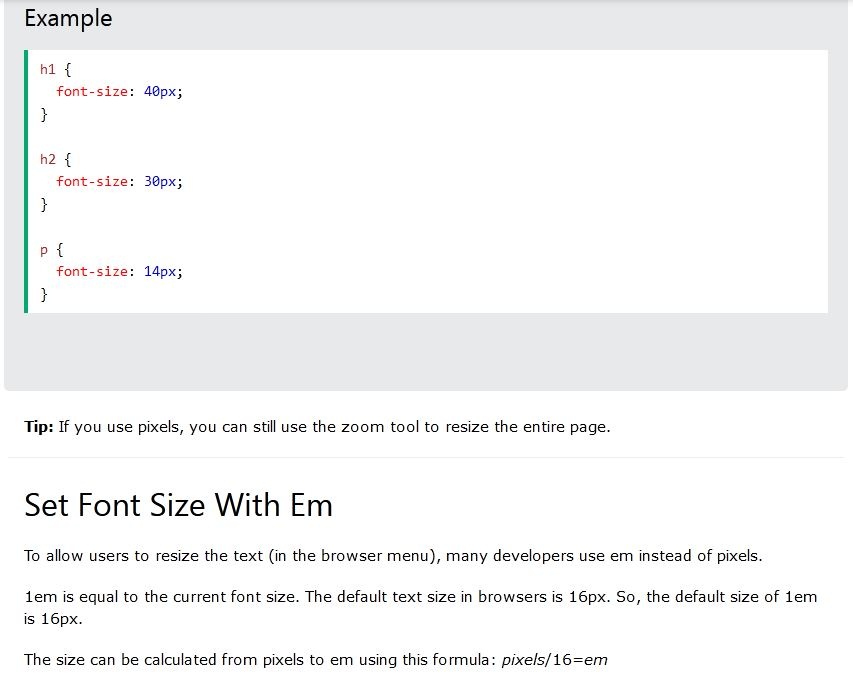 Example
h1 {
  font-size: 40px;
}
h2 {
  font-size: 30px;
}
p {
  font-size: 14px;
}
Tip: If you use pixels, you can still use the zoom tool to resize the entire page.
Set Font Size With Em
To allow users to resize the text (in the browser menu), many developers use em instead of pixels.
1em is equal to the current font size. The default text size in browsers is 16px. So, the default size of 1em
is 16px.
The size can be calculated from pixels to em using this formula: pixels/16=em